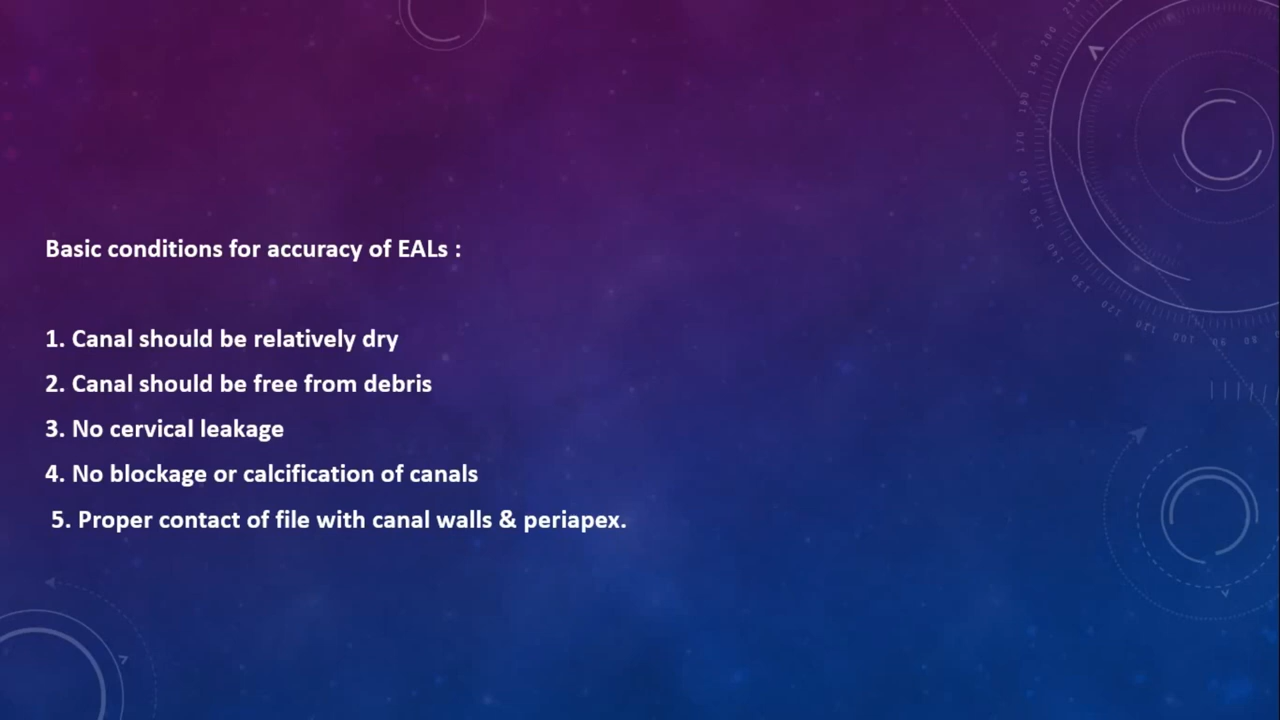 Basic conditions for accuracy of EALs :
1. Canal should be relatively dry
2. Canal should be free from debris
3. No cervical leakage
4. No blockage or calcification of canals
5. Proper contact of file with canal walls & periapex.